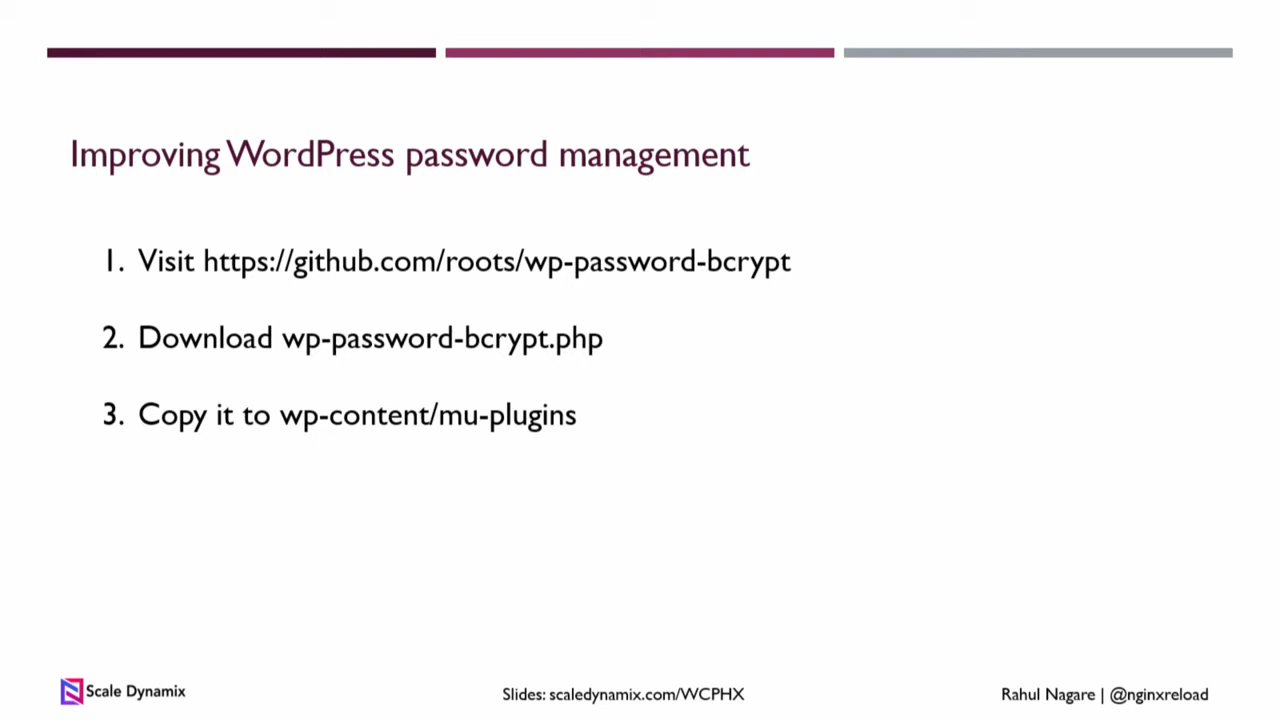 Improving WordPress password management
1. Visit https://github.com/roots/wp-password-bcrypt
2. Download wp-password-bcrypt.php
3. Copy it to wp-content/mu-plugins
Scale Dynamix
Slides: scaledynamix.com/WCPHX
Rahul Nagare | @nginxreload